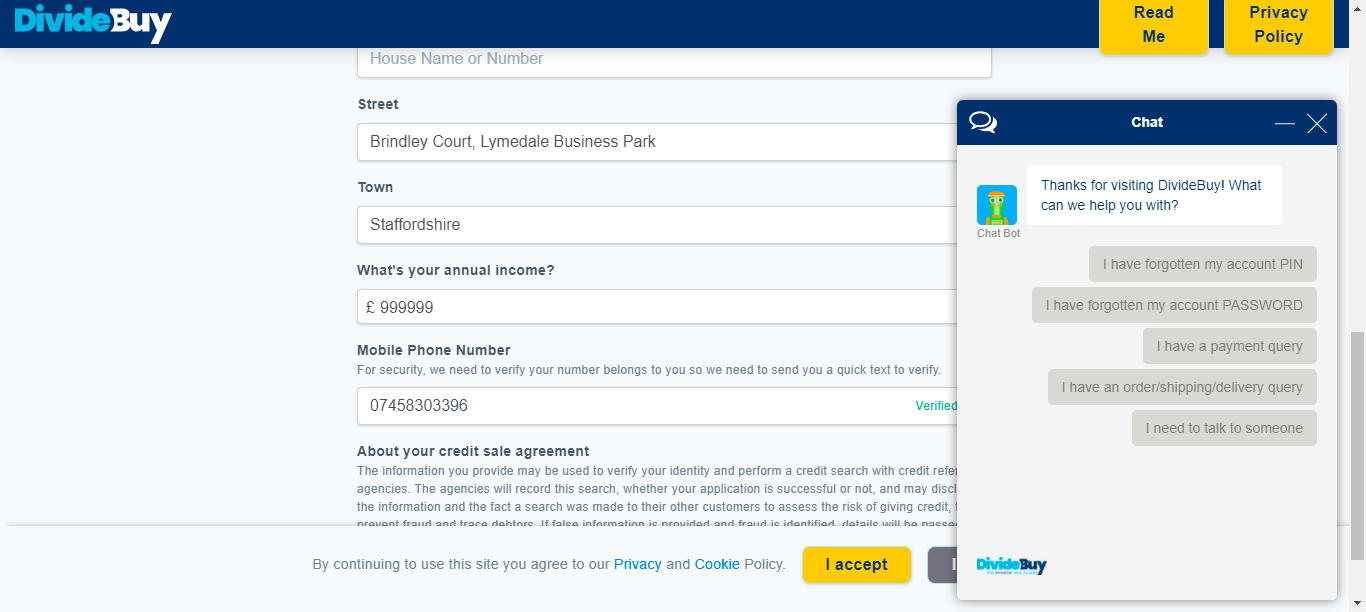 DivideBuy
Read
Me
Privacy
Policy
House Name or Number
Street
Brindley Court, Lymedale Business Park
Town
Staffordshire
What's your annual income?
£ 999999
Mobile Phone Number
For security, we need to verify your number belongs to you so we need to send you a quick text to verify.
07458303396
Verified
About your credit sale agreement
The information you provide may be used to verify your identity and perform a credit search with credit refer
agencies. The agencies will record this search, whether your application is successful or not, and may discl
the information and the fact a search was made to their other customers to assess the risk of giving credit,
prevent fraud and trace debtors. If false information is provided and fraud is identified, details will be passe
By continuing to use this site you agree to our Privacy and Cookie Policy.
I accept
I
Chat
Thanks for visiting DivideBuy! What
can we help you with?
Chat Bot
I have forgotten my account PIN
I have forgotten my account PASSWORD
I have a payment query
I have an order/shipping/delivery query
I need to talk to someone
DivideBuy